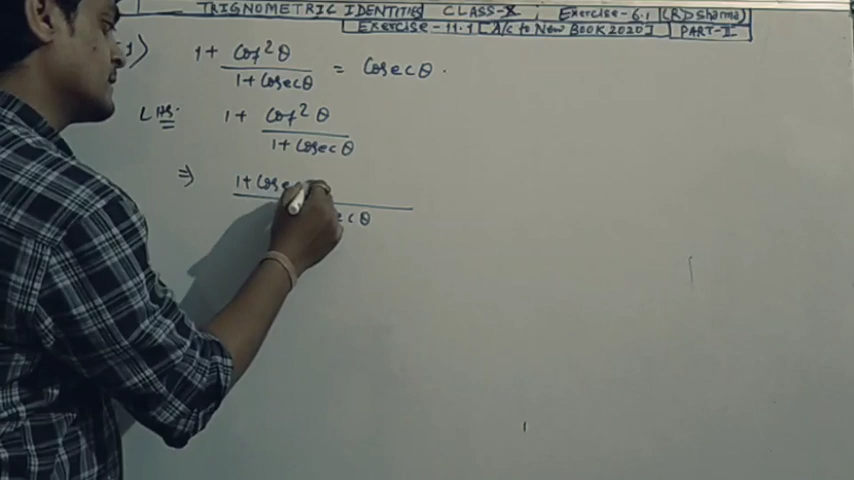 TRIGNOMETRIC IDENTITIES CLASS-X ; Exercise-6.1 (RD Sharma)
Exercise-11.1 [A/c to New BOOK 2020] PART-I
1) 1 + cot²θ / 1 + cosecθ = cosecθ.
LHS: 1 + cot²θ / 1 + cosecθ
⇒ 1 + cosec
ecθ